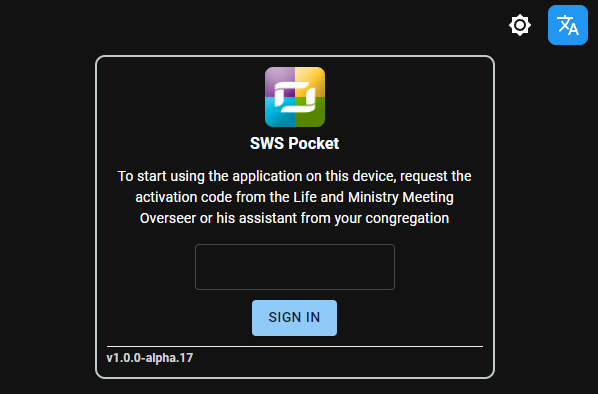 SWS Pocket
To start using the application on this device, request the
activation code from the Life and Ministry Meeting
Overseer or his assistant from your congregation
SIGN IN
v1.0.0-alpha.17